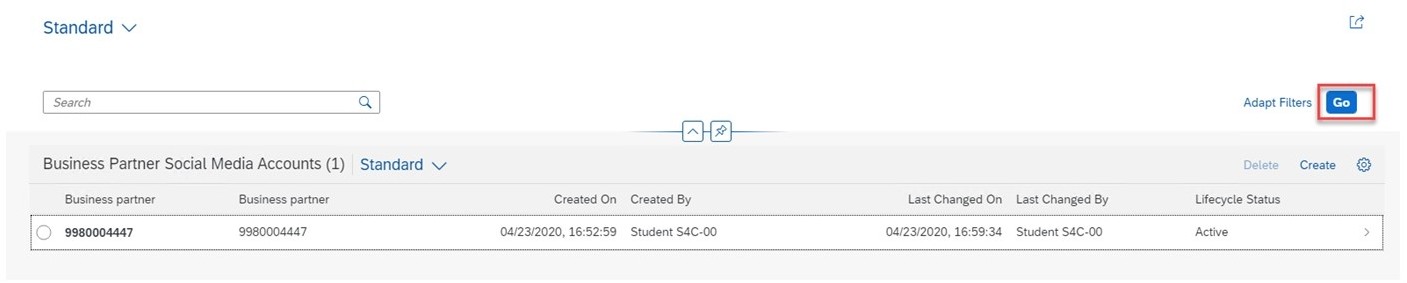 Standard
Search
Adapt Filters Go
Business Partner Social Media Accounts (1) Standard Delete Create
Business partner Business partner Created On Created By Last Changed On Last Changed By Lifecycle Status
9980004447 9980004447 04/23/2020, 16:52:59 Student S4C-00 04/23/2020, 16:59:34 Student S4C-00 Active